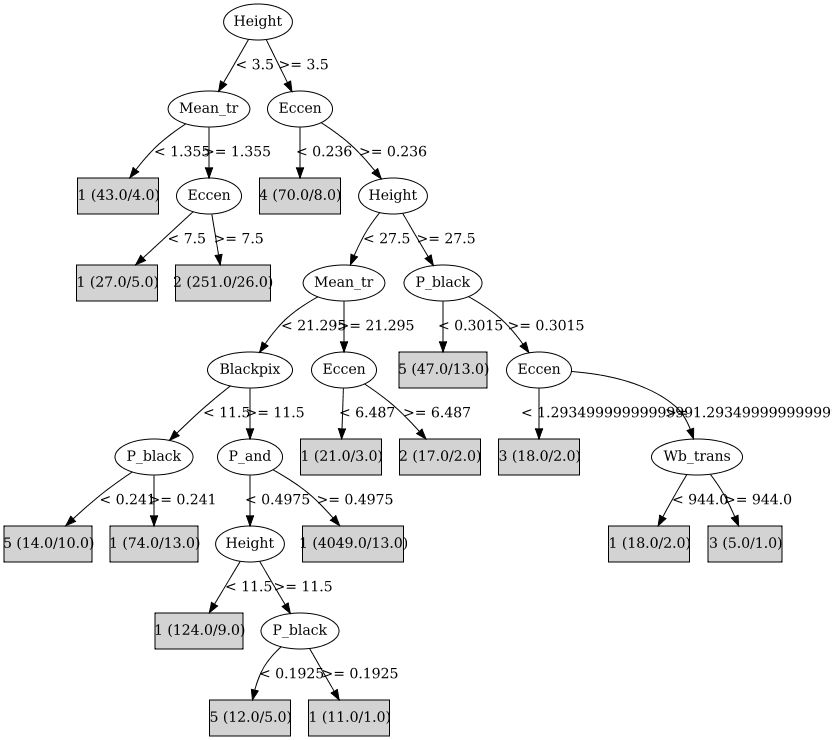 Height
< 3.5 >= 3.5
Mean_tr Eccen
< 1.355 >= 1.355 < 0.236 >= 0.236
1 (43.0/4.0) Eccen 4 (70.0/8.0) Height
< 7.5 >= 7.5 < 27.5 >= 27.5
1 (27.0/5.0) 2 (251.0/26.0) Mean_tr P_black
< 21.295 >= 21.295 < 0.3015 >= 0.3015
Blackpix Eccen 5 (47.0/13.0) Eccen
< 11.5 >= 11.5 < 6.487 >= 6.487 < 1.2934999999999999 >= 1.2934999999999999
P_black P_and 1 (21.0/3.0) 2 (17.0/2.0) 3 (18.0/2.0) Wb_trans
< 0.241 >= 0.241 < 0.4975 >= 0.4975 < 944.0 >= 944.0
5 (14.0/10.0) 1 (74.0/13.0) Height 1 (4049.0/13.0) 1 (18.0/2.0) 3 (5.0/1.0)
< 11.5 >= 11.5
1 (124.0/9.0) P_black
< 0.1925 >= 0.1925
5 (12.0/5.0) 1 (11.0/1.0)